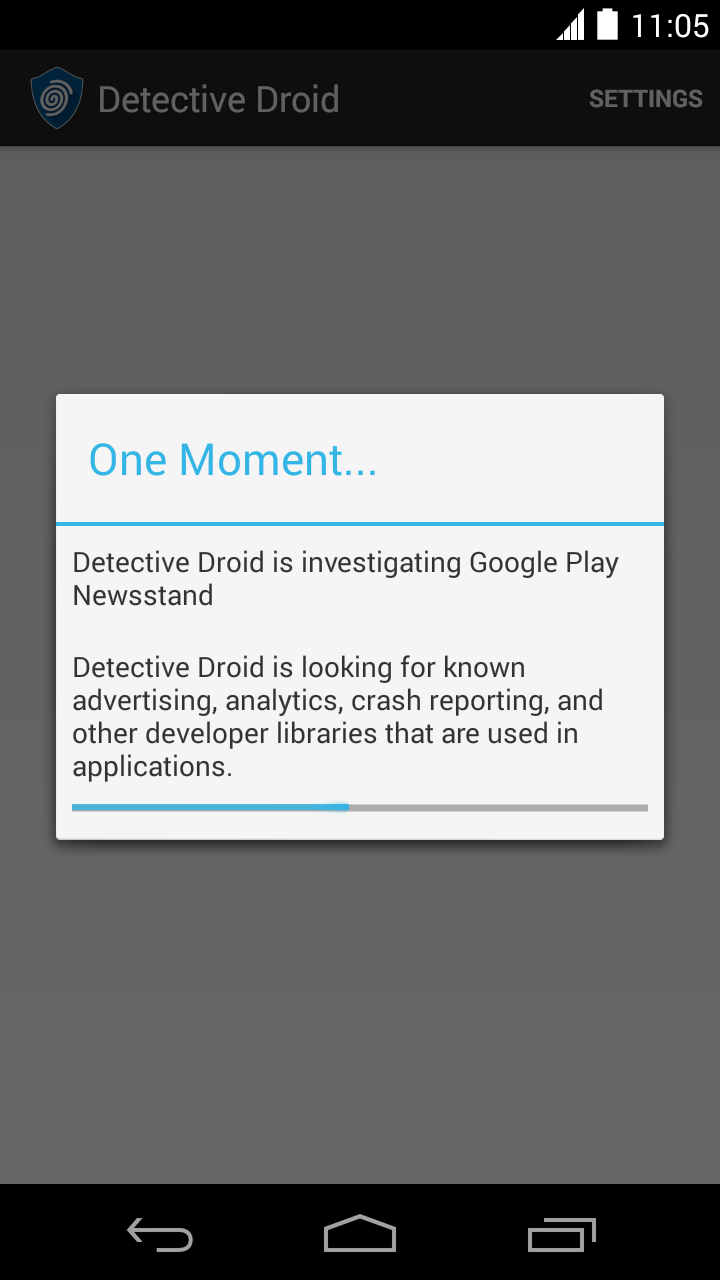 11:05
Detective Droid
SETTINGS
One Moment...
Detective Droid is investigating Google Play
Newsstand
Detective Droid is looking for known
advertising, analytics, crash reporting, and
other developer libraries that are used in
applications.